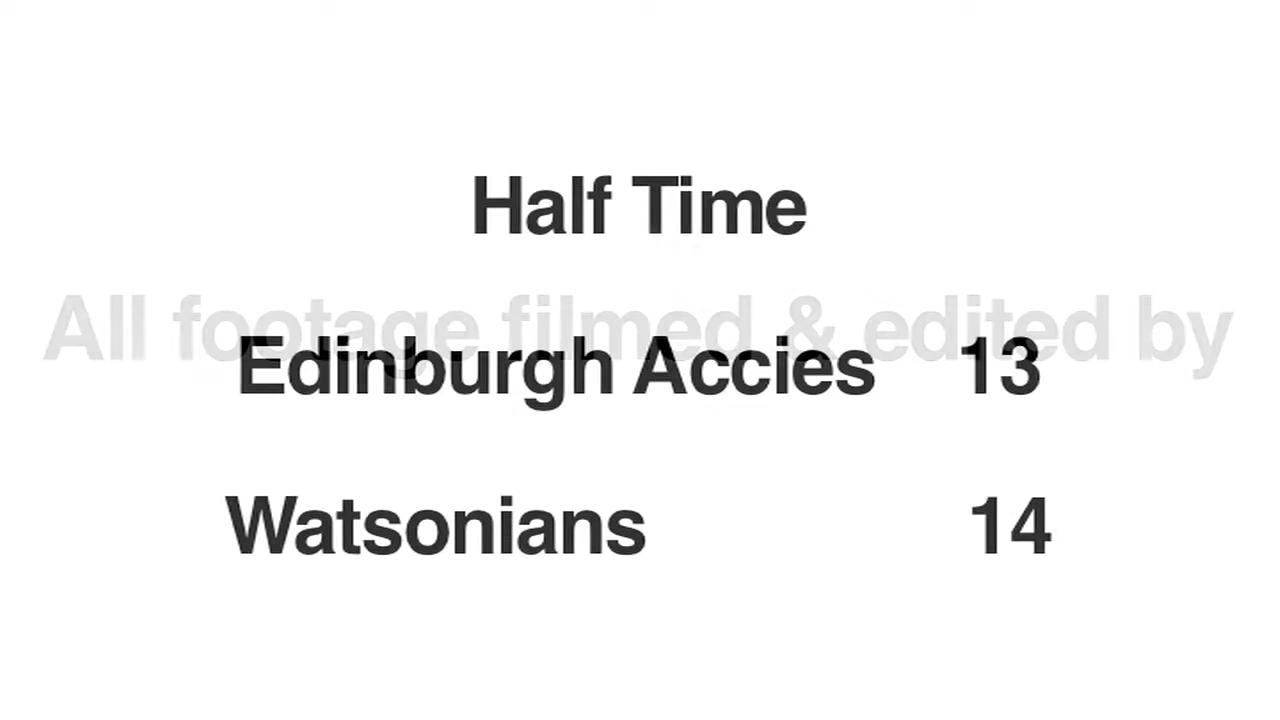 Half Time
All footage filmed & edited by
Edinburgh Accies 13
Watsonians 14